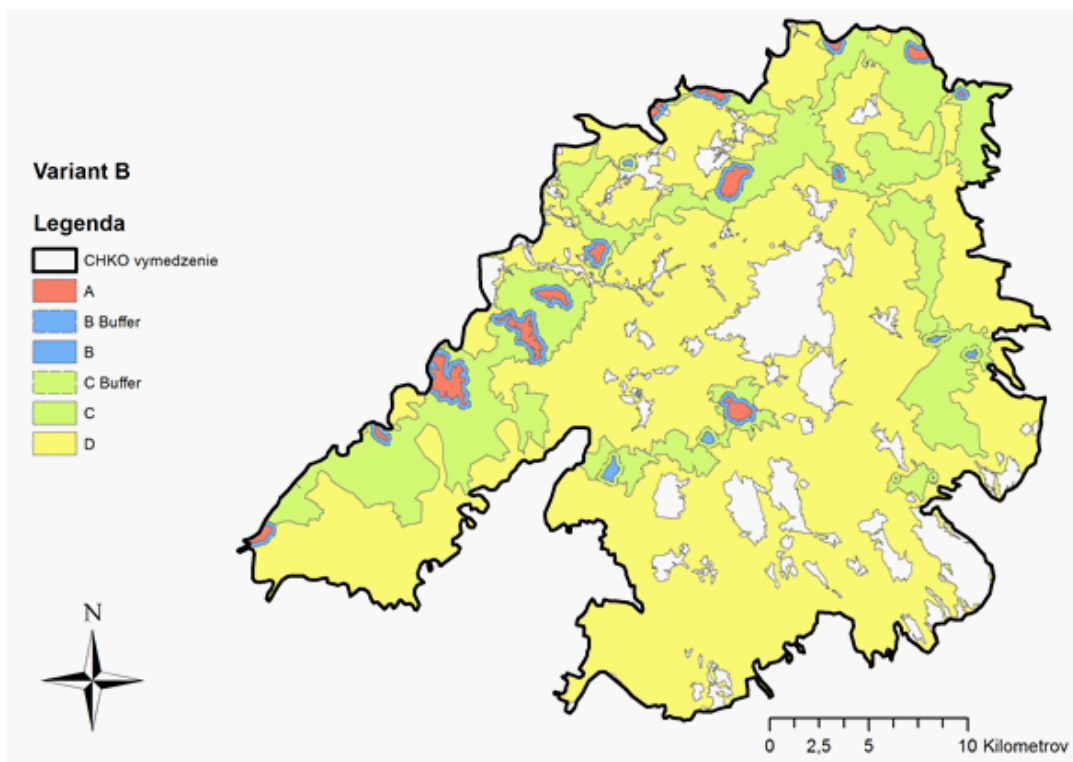 Variant B
Legenda
CHKO vymedzenie
A
B Buffer
B
C Buffer
C
D
N
0 2,5 5 10 Kilometrov